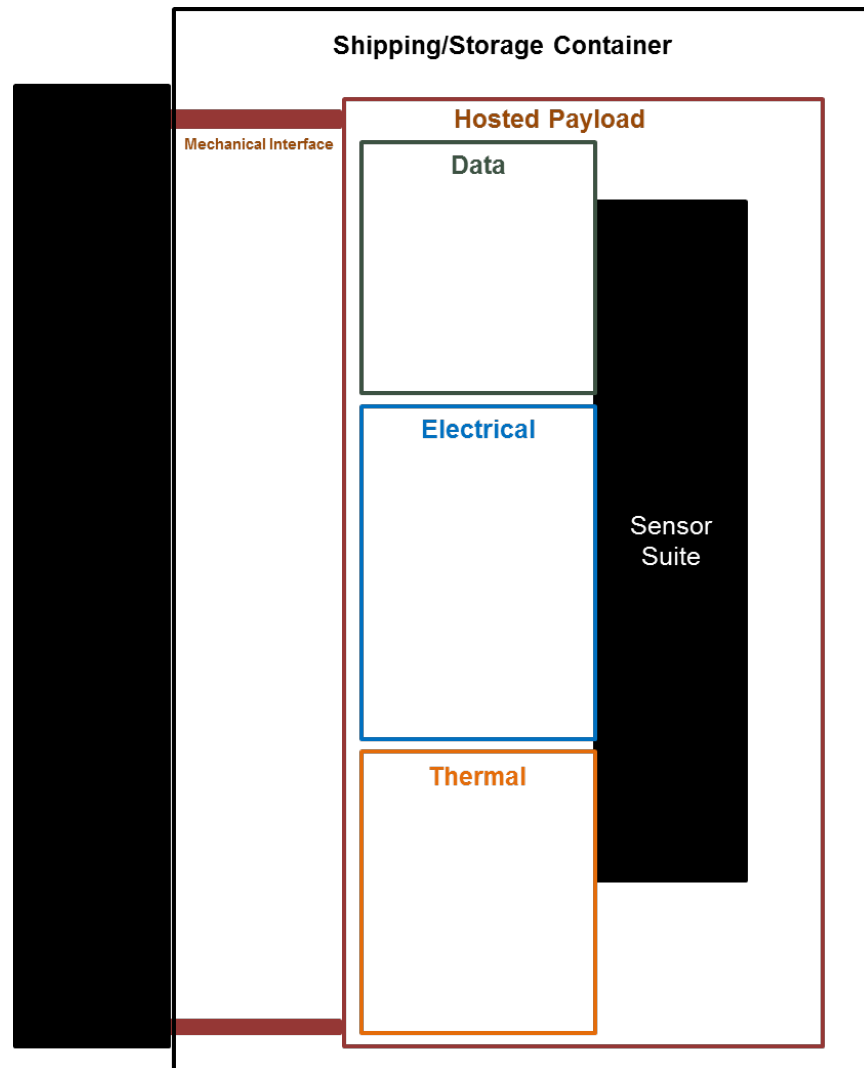 Shipping/Storage Container
Hosted Payload
Mechanical Interface
Data
Electrical
Sensor
Suite
Thermal